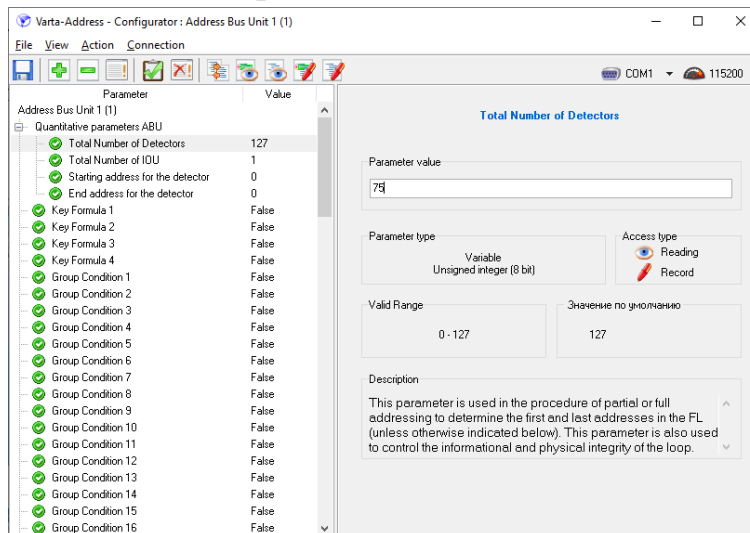 Varta-Address - Configurator : Address Bus Unit 1 (1)
File View Action Connection
COM1 115200
Parameter Value
Address Bus Unit 1 (1)
Quantitative parameters ABU
Total Number of Detectors 127
Total Number of IOU 1
Starting address for the detector 0
End address for the detector 0
Key Formula 1 False
Key Formula 2 False
Key Formula 3 False
Key Formula 4 False
Group Condition 1 False
Group Condition 2 False
Group Condition 3 False
Group Condition 4 False
Group Condition 5 False
Group Condition 6 False
Group Condition 7 False
Group Condition 8 False
Group Condition 9 False
Group Condition 10 False
Group Condition 11 False
Group Condition 12 False
Group Condition 13 False
Group Condition 14 False
Group Condition 15 False
Group Condition 16 False
Total Number of Detectors
Parameter value
75
Parameter type
Variable
Unsigned integer (8 bit)
Access type
Reading
Record
Valid Range
0 - 127
Значение по умолчанию
127
Description
This parameter is used in the procedure of partial or full
addressing to determine the first and last addresses in the FL
(unless otherwise indicated below). This parameter is also used
to control the informational and physical integrity of the loop.